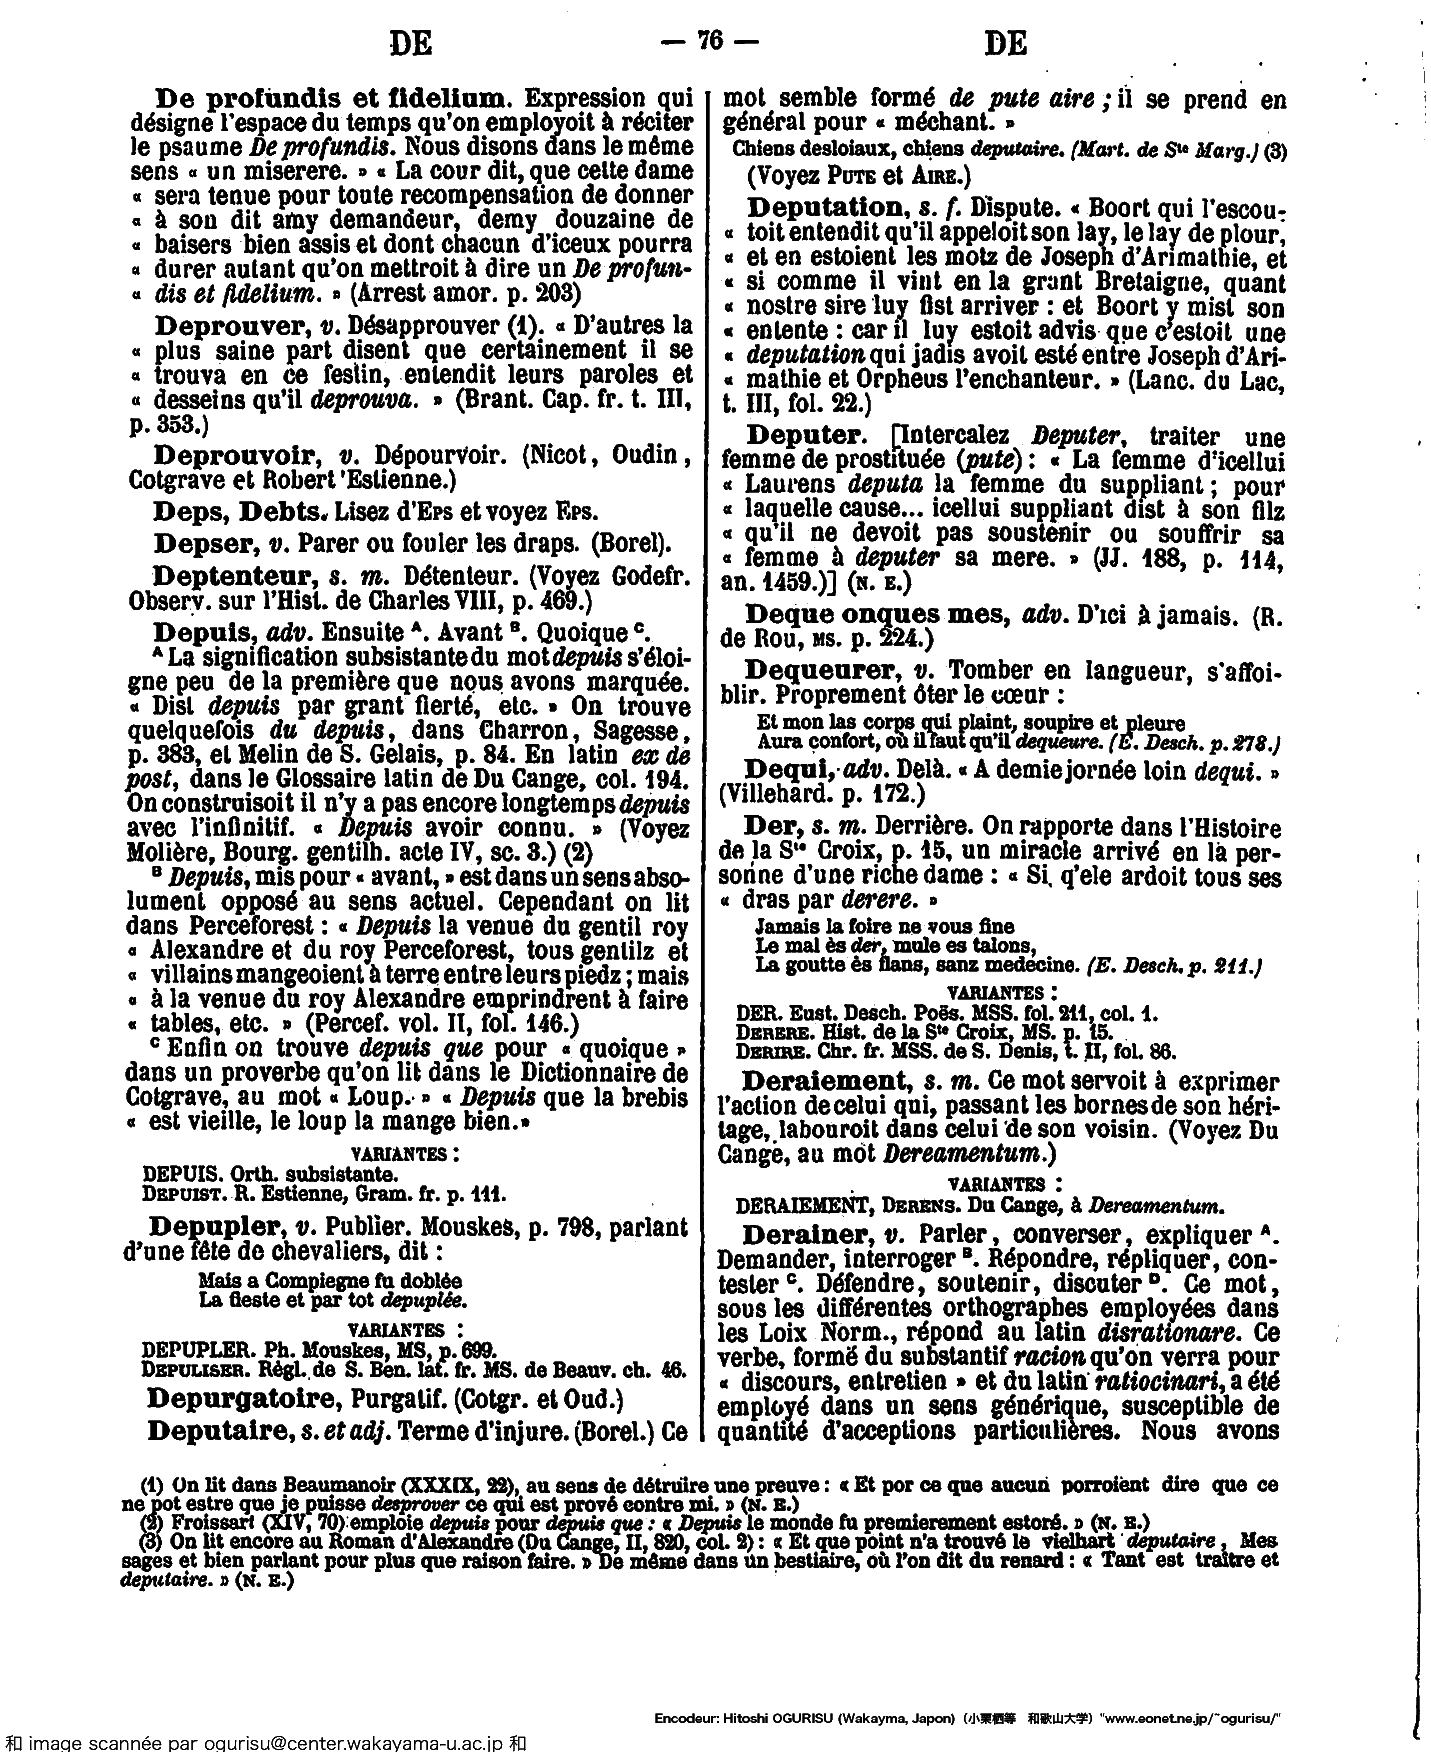 DE
— 76 —
DE
De profundis et fidelium. Expression qui
désigne l'espace du temps qu'on employoit à réciter
le psaume De profundis. Nous disons dans le même
sens « un miserere. » « La cour dit, que cette dame
« sera tenue pour toute recompensation de donner
« à son dit amy demandeur, demy douzaine de
« baisers bien assis et dont chacun d'iceux pourra
« durer autant qu'on mettroit à dire un De profun-
« dis et fidelium. » (Arrest amor. p. 203)
Deprouver, v. Désapprouver (1). « D'autres la
« plus saine part disent que certainement il se
« trouva en ce festin, entendit leurs paroles et
« desseins qu'il deprouva. » (Brant. Cap. fr. t. III,
p. 353.)
Deprouvoir, v. Dépourvoir. (Nicot, Oudin,
Cotgrave et Robert Estienne.)
Deps, Debts. Lisez d'Eps et voyez Eps.
Depser, v. Parer ou fouler les draps. (Borel).
Deptenteur, s. m. Détenteur. (Voyez Godefr.
Observ. sur l'Hist. de Charles VIII, p. 469.)
Depuis, adv. Ensuite A. Avant B. Quoique C.
A La signification subsistante du mot depuis s'éloi-
gne peu de la première que nous avons marquée.
« Dist depuis par grant fierté, etc. » On trouve
quelquefois du depuis, dans Charron, Sagesse,
p. 383, et Melin de S. Gelais, p. 84. En latin ex de
post, dans le Glossaire latin de Du Cange, col. 194.
On construisoit il n'y a pas encore longtemps depuis
avec l'infinitif. « Depuis avoir connu. » (Voyez
Molière, Bourg. gentilh. acte IV, sc. 3.) (2)
B Depuis, mis pour « avant, » est dans un sens abso-
lument opposé au sens actuel. Cependant on lit
dans Perceforest : « Depuis la venue du gentil roy
« Alexandre et du roy Perceforest, tous gentilz et
« villains mangeoient à terre entre leurs piedz ; mais
« à la venue du roy Alexandre emprindrent à faire
« tables, etc. » (Percef. vol. II, fol. 146.)
C Enfin on trouve depuis que pour « quoique »
dans un proverbe qu'on lit dans le Dictionnaire de
Cotgrave, au mot « Loup. » « Depuis que la brebis
« est vieille, le loup la mange bien. »
VARIANTES :
DEPUIS. Orth. subsistante.
DEPUIST. R. Estienne, Gram. fr. p. 111.
Depupler, v. Publier. Mouskes, p. 798, parlant
d'une fête de chevaliers, dit :
Mais a Compiegne fu doblée
La fieste et par tot depuplée.
VARIANTES :
DEPUPLER. Ph. Mouskes, MS, p. 699.
DEPULISER. Règl. de S. Ben. lat. fr. MS. de Beauv. ch. 46.
Depurgatoire, Purgatif. (Cotgr. et Oud.)
Deputaire, s. et adj. Terme d'injure. (Borel.) Ce
mot semble formé de pute aire ; il se prend en
général pour « méchant. »
Chiens desloiaux, chiens deputaire. (Mart. de Ste Marg.) (3)
(Voyez Pute et Aire.)
Deputation, s. f. Dispute. « Boort qui l'escou-
« toit entendit qu'il appeloit son lay, le lay de plour,
« et en estoient les motz de Joseph d'Arimathie, et
« si comme il vint en la grant Bretaigne, quant
« nostre sire luy fist arriver : et Boort y mist son
« entente : car il luy estoit advis que c'estoit une
« deputation qui jadis avoit esté entre Joseph d'Ari-
« mathie et Orpheus l'enchanteur. » (Lanc. du Lac,
t. III, fol. 22.)
Deputer. [Intercalez Deputer, traiter une
femme de prostituée (pute) : « La femme d'icellui
« Laurens deputa la femme du suppliant ; pour
« laquelle cause... icellui suppliant dist à son filz
« qu'il ne devoit pas soustenir ou souffrir sa
« femme à deputer sa mere. » (JJ. 188, p. 114,
an. 1459.)] (N. E.)
Deque onques mes, adv. D'ici à jamais. (R.
de Rou, MS. p. 224.)
Dequeurer, v. Tomber en langueur, s'affoi-
blir. Proprement ôter le cœur :
Et mon las corps qui plaint, soupire et pleure
Aura confort, où il faut qu'il dequeure. (E. Desch. p. 278.)
Dequi, adv. Delà. « A demie jornée loin dequi. »
(Villehard. p. 172.)
Der, s. m. Derrière. On rapporte dans l'Histoire
de la Ste Croix, p. 15, un miracle arrivé en la per-
sonne d'une riche dame : « Si, q'ele ardoit tous ses
« dras par derere. »
Jamais la foire ne vous fine
Le mal ès der, mule es talons,
La goutte ès flans, sanz medecine. (E. Desch. p. 211.)
VARIANTES :
DER. Eust. Desch. Poës. MSS. fol. 211, col. 1.
DERERE. Hist. de la Ste Croix, MS. p. 15.
DERIRE. Chr. fr. MSS. de S. Denis, t. II, fol. 86.
Deraiement, s. m. Ce mot servoit à exprimer
l'action de celui qui, passant les bornes de son héri-
tage, labouroit dans celui de son voisin. (Voyez Du
Cange, au mot Dereamentum.)
VARIANTES :
DERAIEMENT, DERENS. Du Cange, à Dereamentum.
Derainer, v. Parler, converser, expliquer A.
Demander, interroger B. Répondre, répliquer, con-
tester C. Défendre, soutenir, discuter D. Ce mot,
sous les différentes orthographes employées dans
les Loix Norm., répond au latin disrationare. Ce
verbe, formé du substantif racion qu'on verra pour
« discours, entretien » et du latin ratiocinari, a été
employé dans un sens générique, susceptible de
quantité d'acceptions particulières. Nous avons
(1) On lit dans Beaumanoir (XXXIX, 22), au sens de détruire une preuve : « Et por ce que aucun porroient dire que ce
ne pot estre que je puisse desprover ce qui est prové contre mi. » (N. E.)
(2) Froissart (XIV, 70) emploie depuis pour depuis que : « Depuis le monde fu premierement estoré. » (N. E.)
(3) On lit encore au Roman d'Alexandre (Du Cange, II, 820, col. 2) : « Et que point n'a trouvé le vielhart deputaire, Mes
sages et bien parlant pour plus que raison faire. » De même dans un bestiaire, où l'on dit du renard : « Tant est traître et
deputaire. » (N. E.)
Encodeur: Hitoshi OGURISU (Wakayma, Japon) (小栗栖等 和歌山大学) "www.eonet.ne.jp/~ogurisu/"
和 image scannée par ogurisu@center.wakayama-u.ac.jp 和